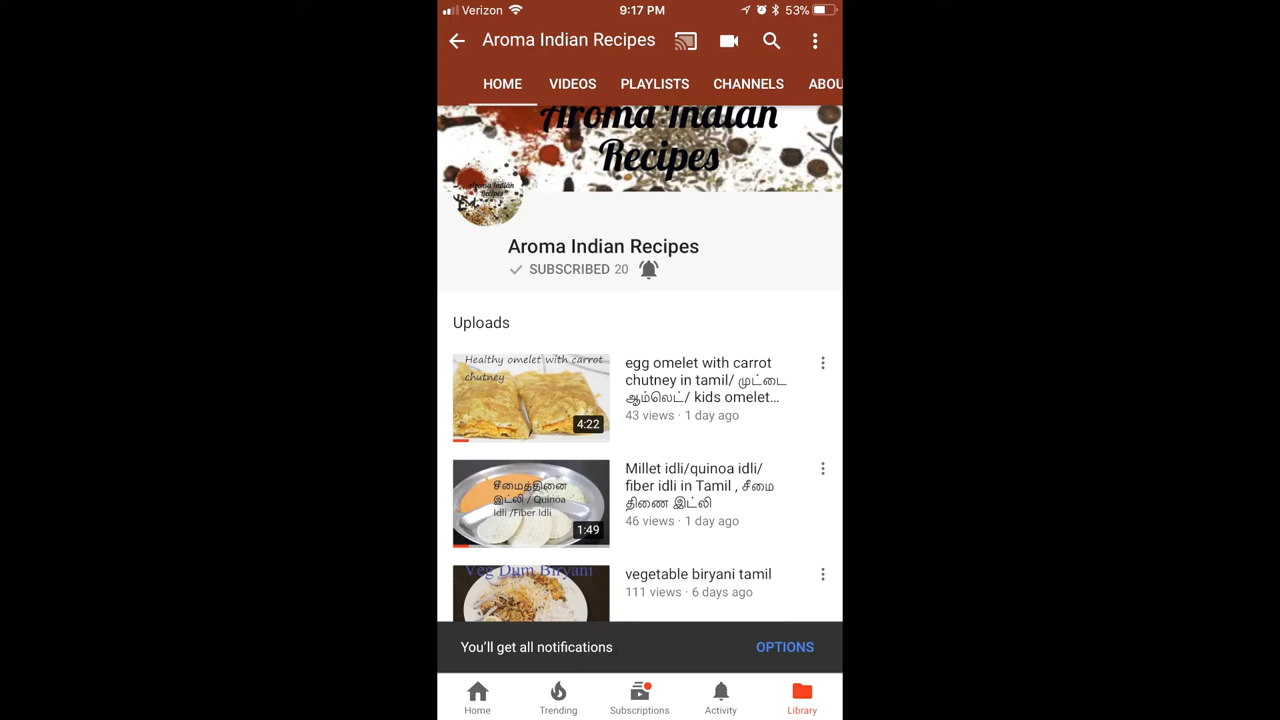 Verizon 9:17 PM 53%
Aroma Indian Recipes
HOME VIDEOS PLAYLISTS CHANNELS ABOU
Aroma Indian
Recipes
Aroma Indian
Recipes
Aroma Indian Recipes
SUBSCRIBED 20
Uploads
Healthy omelet with carrot
chutney
4:22
egg omelet with carrot
chutney in tamil/ முட்டை
ஆம்லெட்/ kids omelet...
43 views · 1 day ago
சீமைத்தினை
இட்லி / Quinoa
Idli /Fiber Idli
1:49
Millet idli/quinoa idli/
fiber idli in Tamil , சீமை
திணை இட்லி
46 views · 1 day ago
Veg Dum Biryani
vegetable biryani tamil
111 views · 6 days ago
You'll get all notifications OPTIONS
Home Trending Subscriptions Activity Library